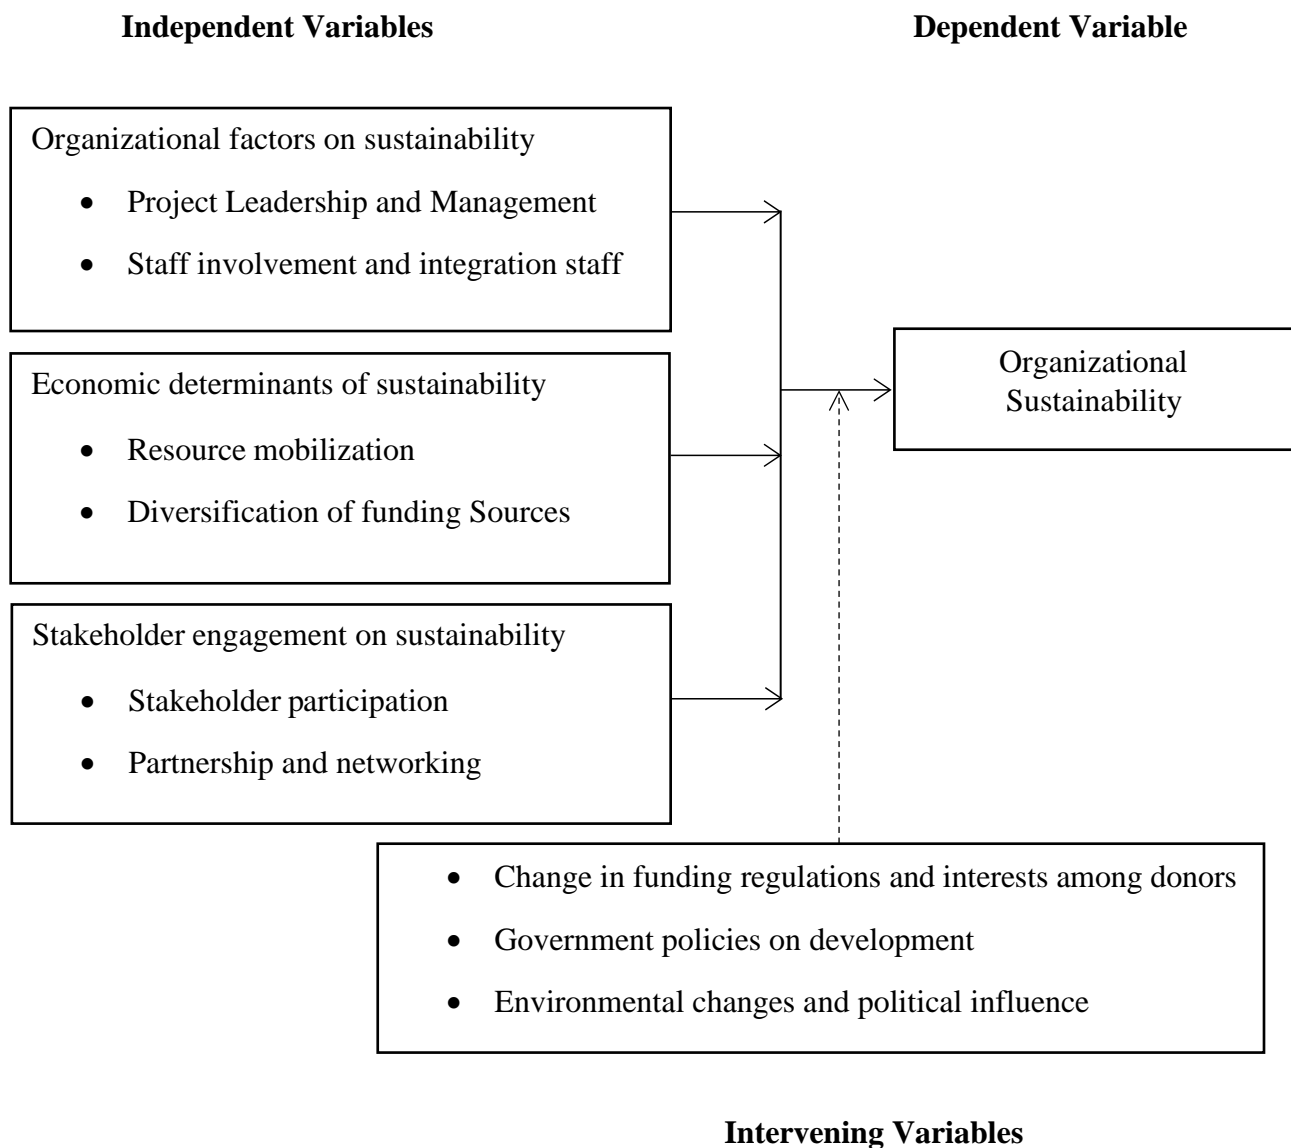 Independent Variables
Dependent Variable
Organizational factors on sustainability
• Project Leadership and Management
• Staff involvement and integration staff
Economic determinants of sustainability
• Resource mobilization
• Diversification of funding Sources
Stakeholder engagement on sustainability
• Stakeholder participation
• Partnership and networking
Organizational
Sustainability
• Change in funding regulations and interests among donors
• Government policies on development
• Environmental changes and political influence
Intervening Variables